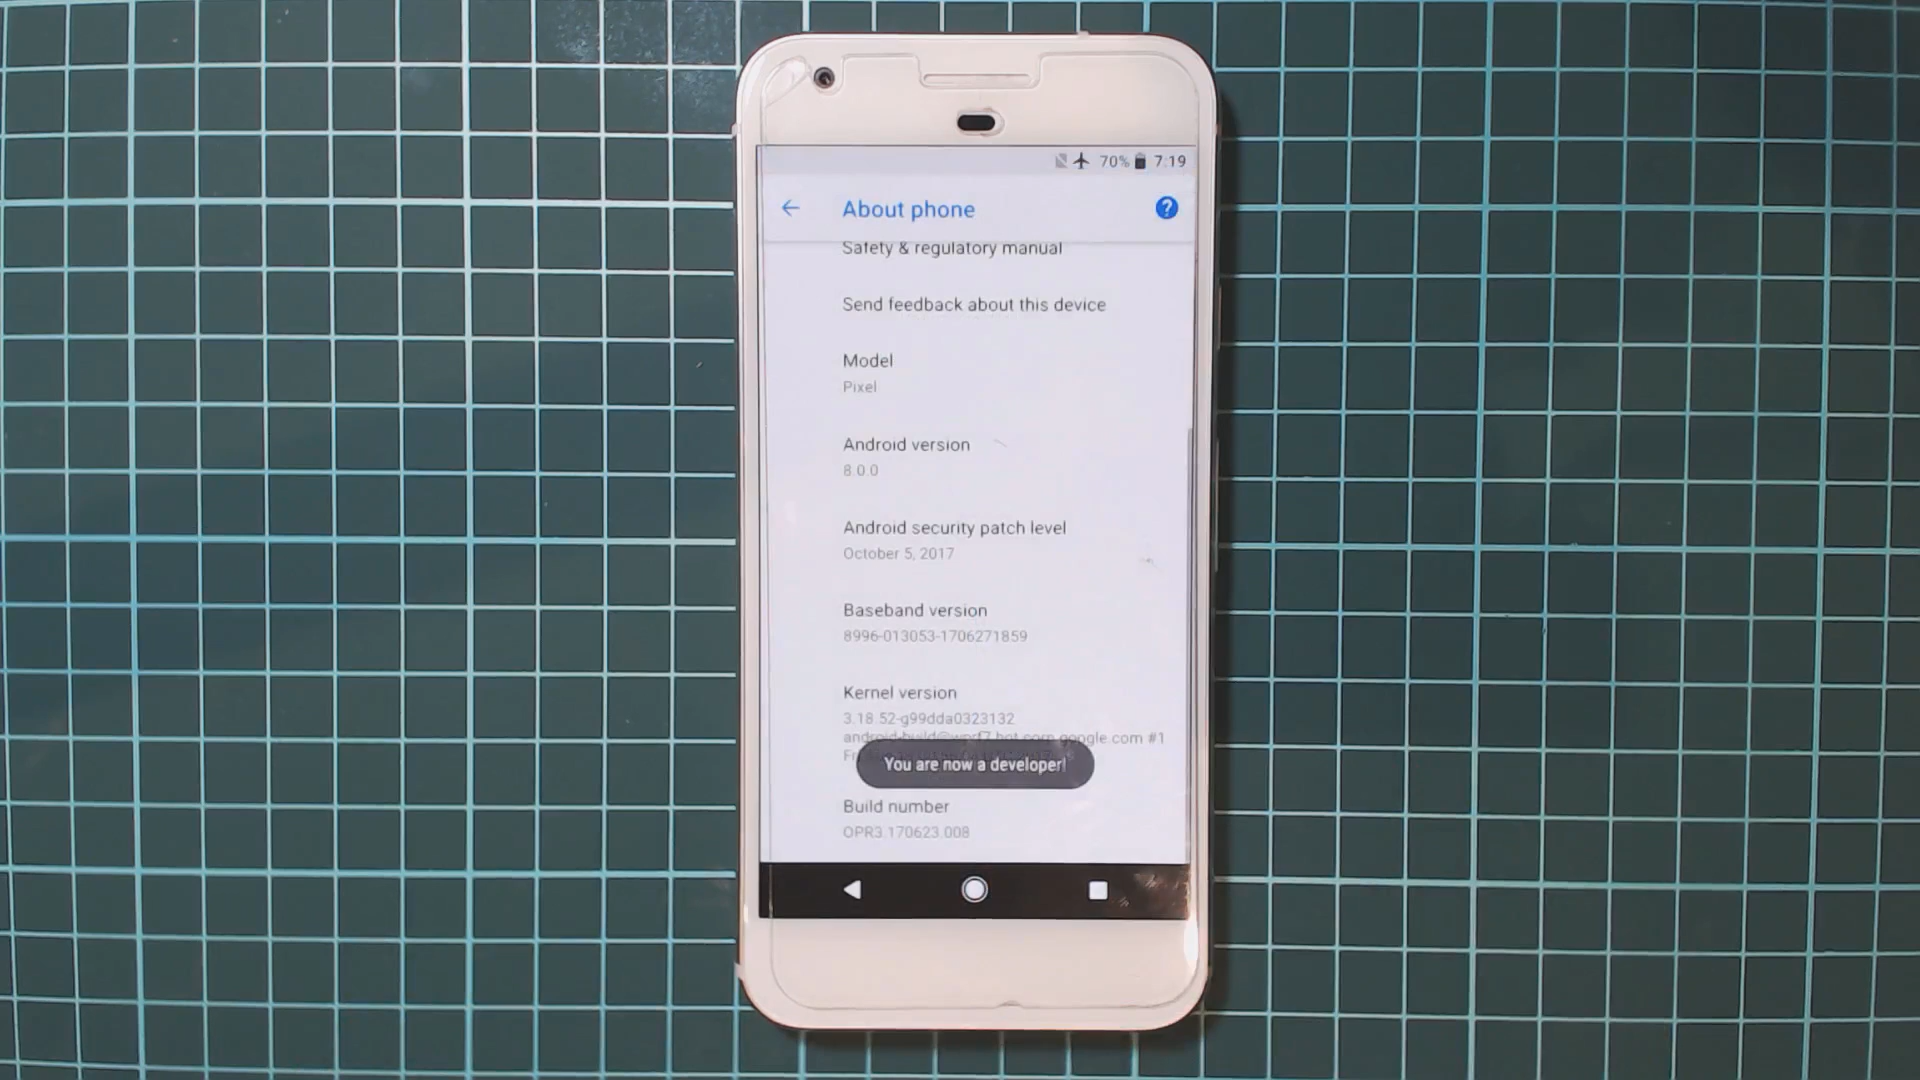 70% 7:19
About phone
Safety & regulatory manual
Send feedback about this device
Model
Pixel
Android version
8.0.0
Android security patch level
October 5, 2017
Baseband version
8996-013053-1706271859
Kernel version
3.18.52-g99dda0323132
google.com #1
You are now a developer!
Build number
OPR3.170623.008